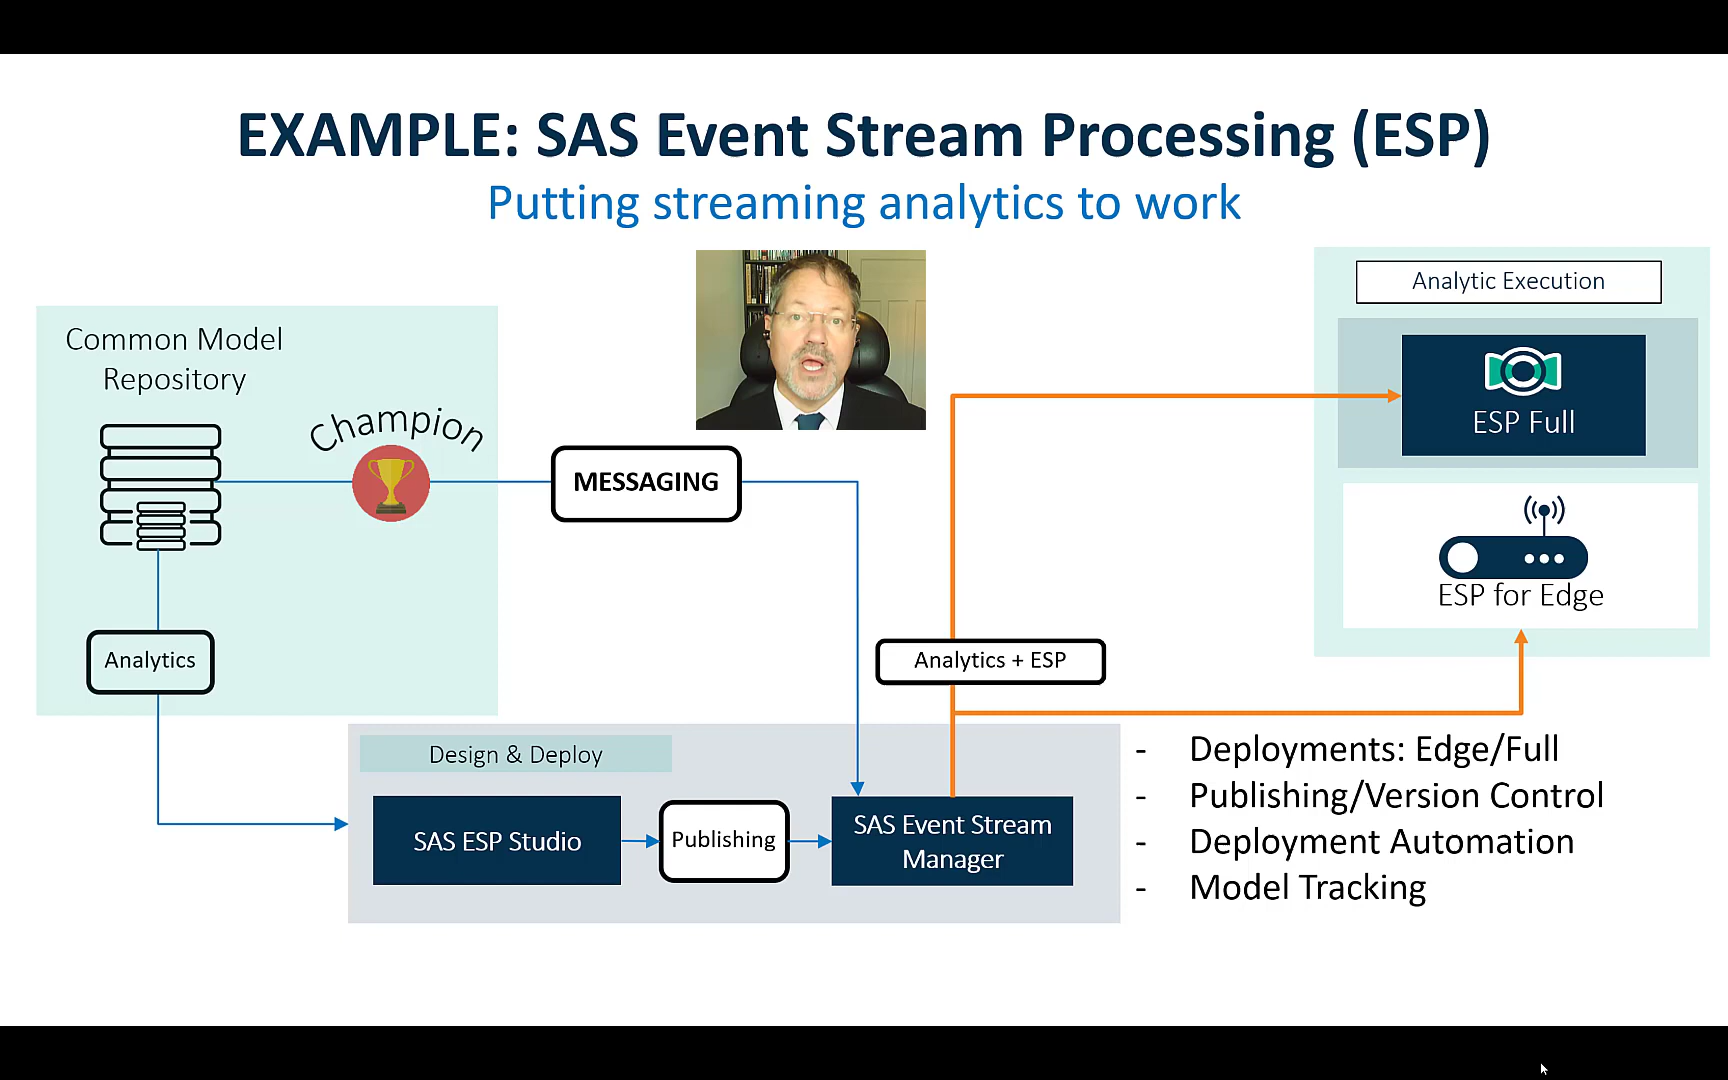 EXAMPLE: SAS Event Stream Processing (ESP)
Putting streaming analytics to work
Common Model
Repository
Champion
MESSAGING
Analytics
Analytic Execution
ESP Full
ESP for Edge
Analytics + ESP
Design & Deploy
SAS ESP Studio
Publishing
SAS Event Stream
Manager
- Deployments: Edge/Full
- Publishing/Version Control
- Deployment Automation
- Model Tracking